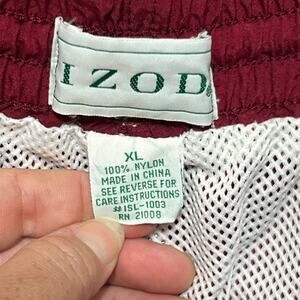 IZOD
XL
100% NYLON
MADE IN CHINA
SEE REVERSE FOR
CARE INSTRUCTIONS
# ISL-1003
RN 21008